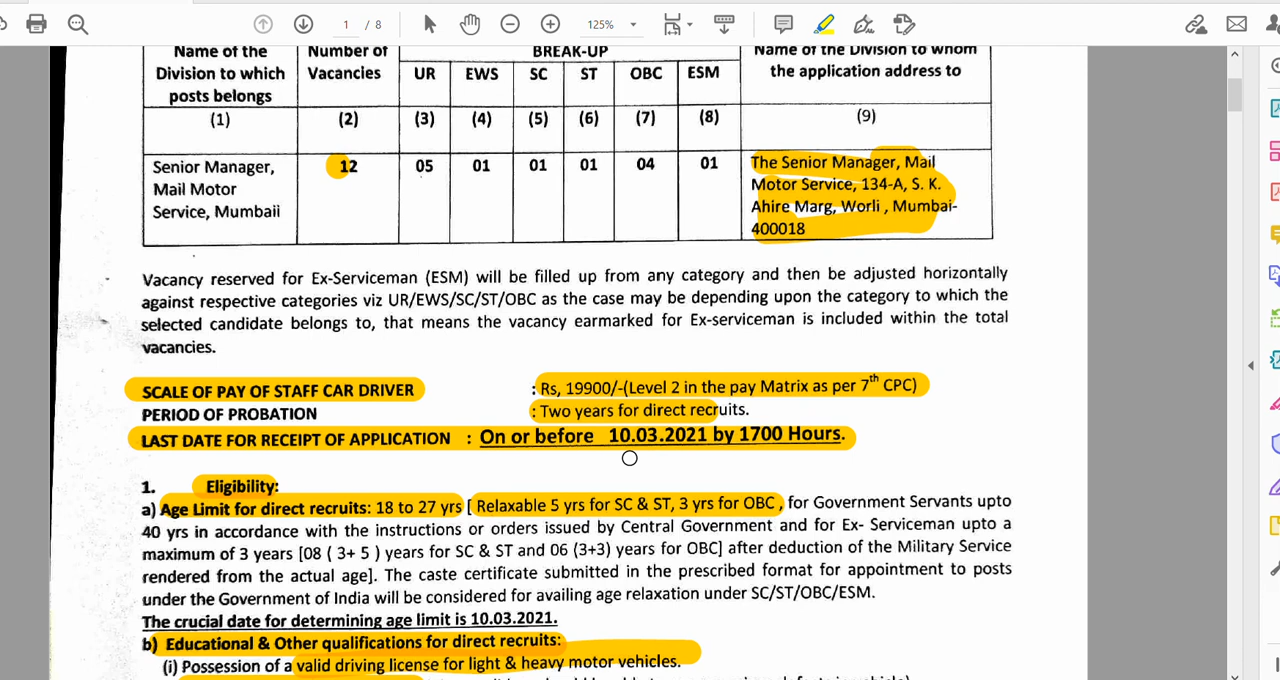 1 / 8
125%
Name of the Division to which posts belongs
Number of Vacancies
BREAK-UP
Name of the Division to whom the application address to
UR EWS SC ST OBC ESM
(1) (2) (3) (4) (5) (6) (7) (8) (9)
Senior Manager, Mail Motor Service, Mumbaii
12 05 01 01 01 04 01
The Senior Manager, Mail
Motor Service, 134-A, S. K.
Ahire Marg, Worli , Mumbai-
400018
Vacancy reserved for Ex-Serviceman (ESM) will be filled up from any category and then be adjusted horizontally
against respective categories viz UR/EWS/SC/ST/OBC as the case may be depending upon the category to which the
selected candidate belongs to, that means the vacancy earmarked for Ex-serviceman is included within the total
vacancies.
SCALE OF PAY OF STAFF CAR DRIVER : Rs, 19900/-(Level 2 in the pay Matrix as per 7th CPC)
PERIOD OF PROBATION : Two years for direct recruits.
LAST DATE FOR RECEIPT OF APPLICATION : On or before 10.03.2021 by 1700 Hours.
1. Eligibility:
a) Age Limit for direct recruits: 18 to 27 yrs [ Relaxable 5 yrs for SC & ST, 3 yrs for OBC , for Government Servants upto
40 yrs in accordance with the instructions or orders issued by Central Government and for Ex- Serviceman upto a
maximum of 3 years [08 ( 3+ 5 ) years for SC & ST and 06 (3+3) years for OBC] after deduction of the Military Service
rendered from the actual age]. The caste certificate submitted in the prescribed format for appointment to posts
under the Government of India will be considered for availing age relaxation under SC/ST/OBC/ESM.
The crucial date for determining age limit is 10.03.2021.
b) Educational & Other qualifications for direct recruits:
(i) Possession of a valid driving license for light & heavy motor vehicles.